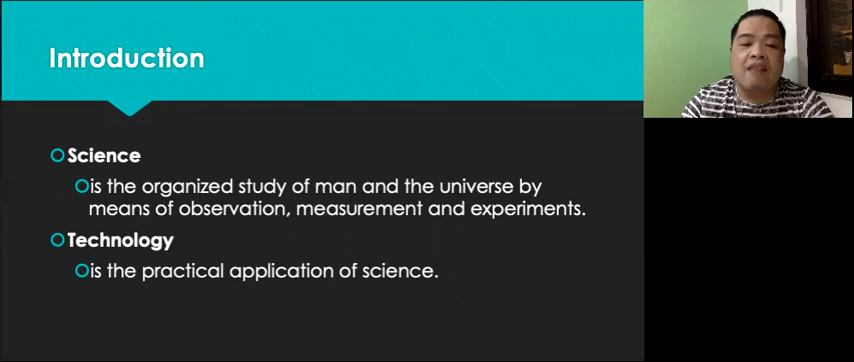 Introduction
Science
is the organized study of man and the universe by
means of observation, measurement and experiments.
Technology
is the practical application of science.